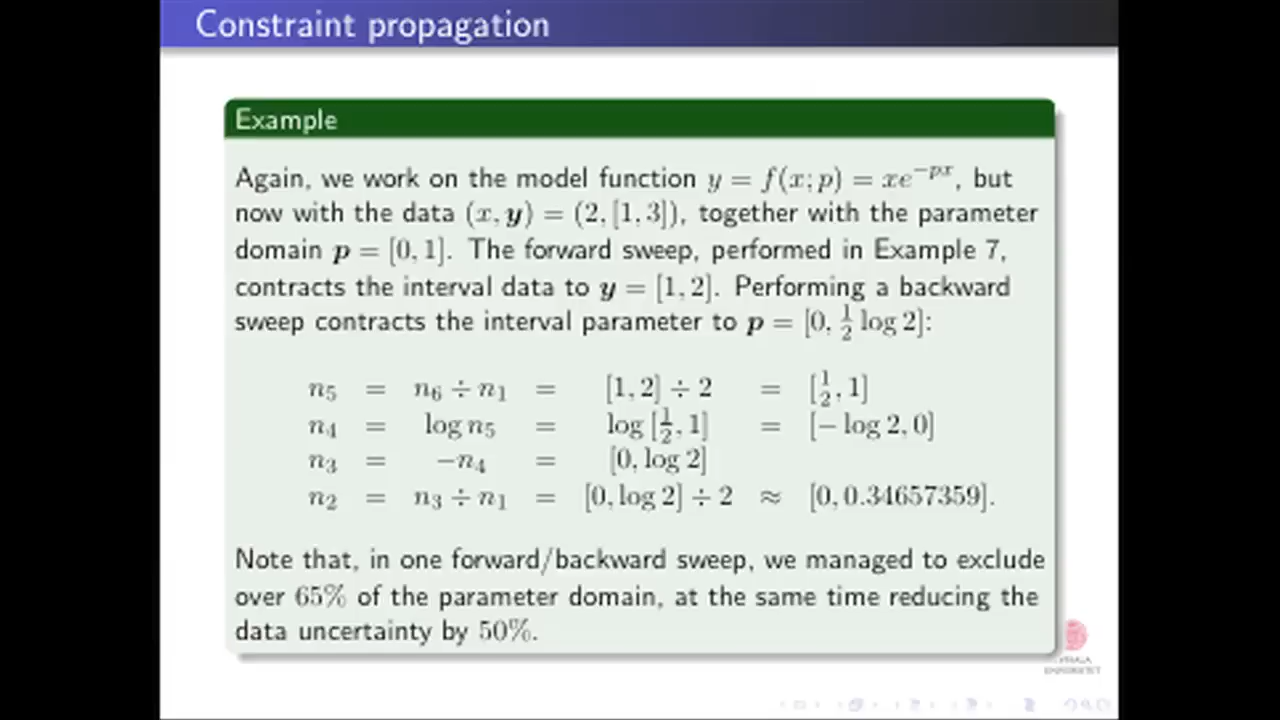 Constraint propagation
Example
Again, we work on the model function y = f(x; p) = xe^{−px}, but
now with the data (x, y) = (2, [1, 3]), together with the parameter
domain p = [0, 1]. The forward sweep, performed in Example 7,
contracts the interval data to y = [1, 2]. Performing a backward
sweep contracts the interval parameter to p = [0, 1/2 log 2]:
n₅ = n₆ ÷ n₁ = [1, 2] ÷ 2 = [1/2, 1]
n₄ = log n₅ = log [1/2, 1] = [− log 2, 0]
n₃ = −n₄ = [0, log 2]
n₂ = n₃ ÷ n₁ = [0, log 2] ÷ 2 ≈ [0, 0.34657359].
Note that, in one forward/backward sweep, we managed to exclude
over 65% of the parameter domain, at the same time reducing the
data uncertainty by 50%.